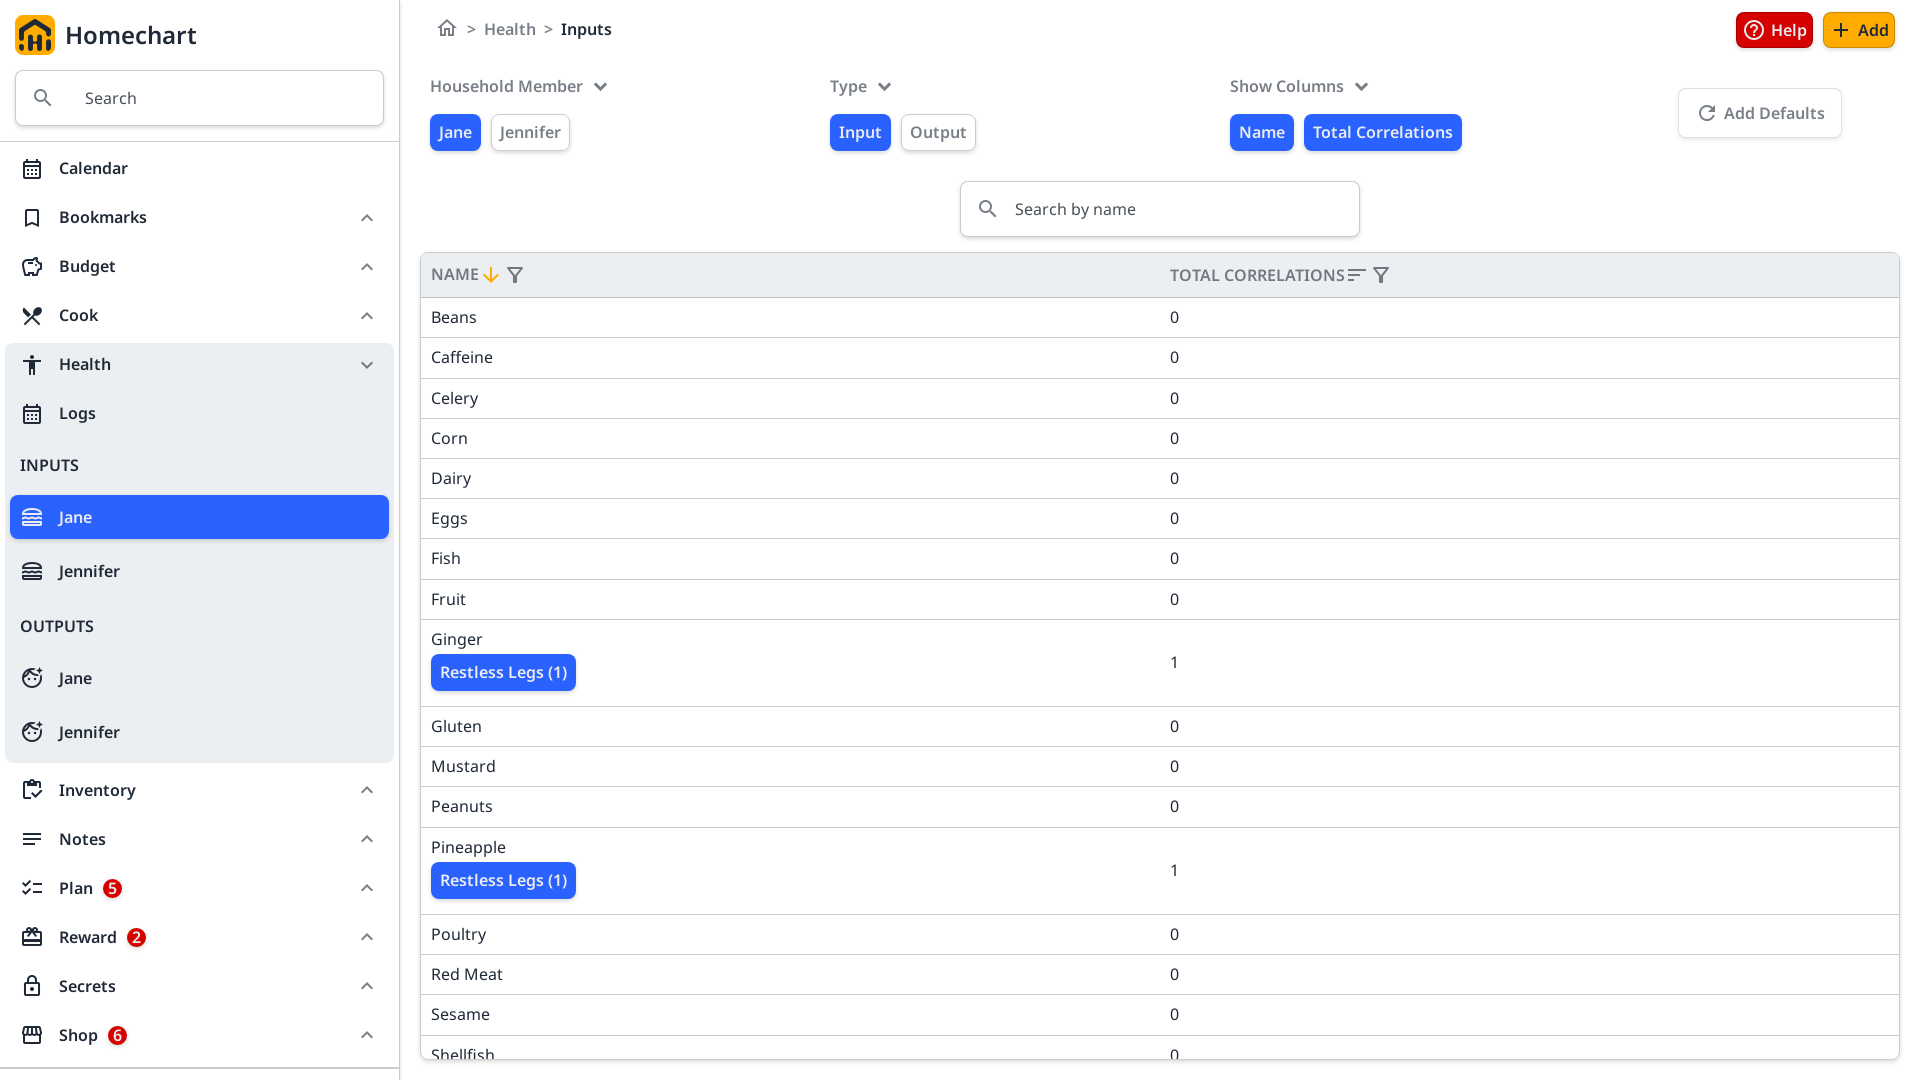 Homechart
Search
Calendar
Bookmarks
Budget
Cook
Health
Logs
INPUTS
Jane
Jennifer
OUTPUTS
Jane
Jennifer
Inventory
Notes
Plan 5
Reward 2
Secrets
Shop 6
> Health > Inputs
Help
Add
Household Member
Jane Jennifer
Type
Input Output
Show Columns
Name Total Correlations
Add Defaults
Search by name
NAME TOTAL CORRELATIONS
Beans 0
Caffeine 0
Celery 0
Corn 0
Dairy 0
Eggs 0
Fish 0
Fruit 0
Ginger
Restless Legs (1)
1
Gluten 0
Mustard 0
Peanuts 0
Pineapple
Restless Legs (1)
1
Poultry 0
Red Meat 0
Sesame 0
Shellfish 0